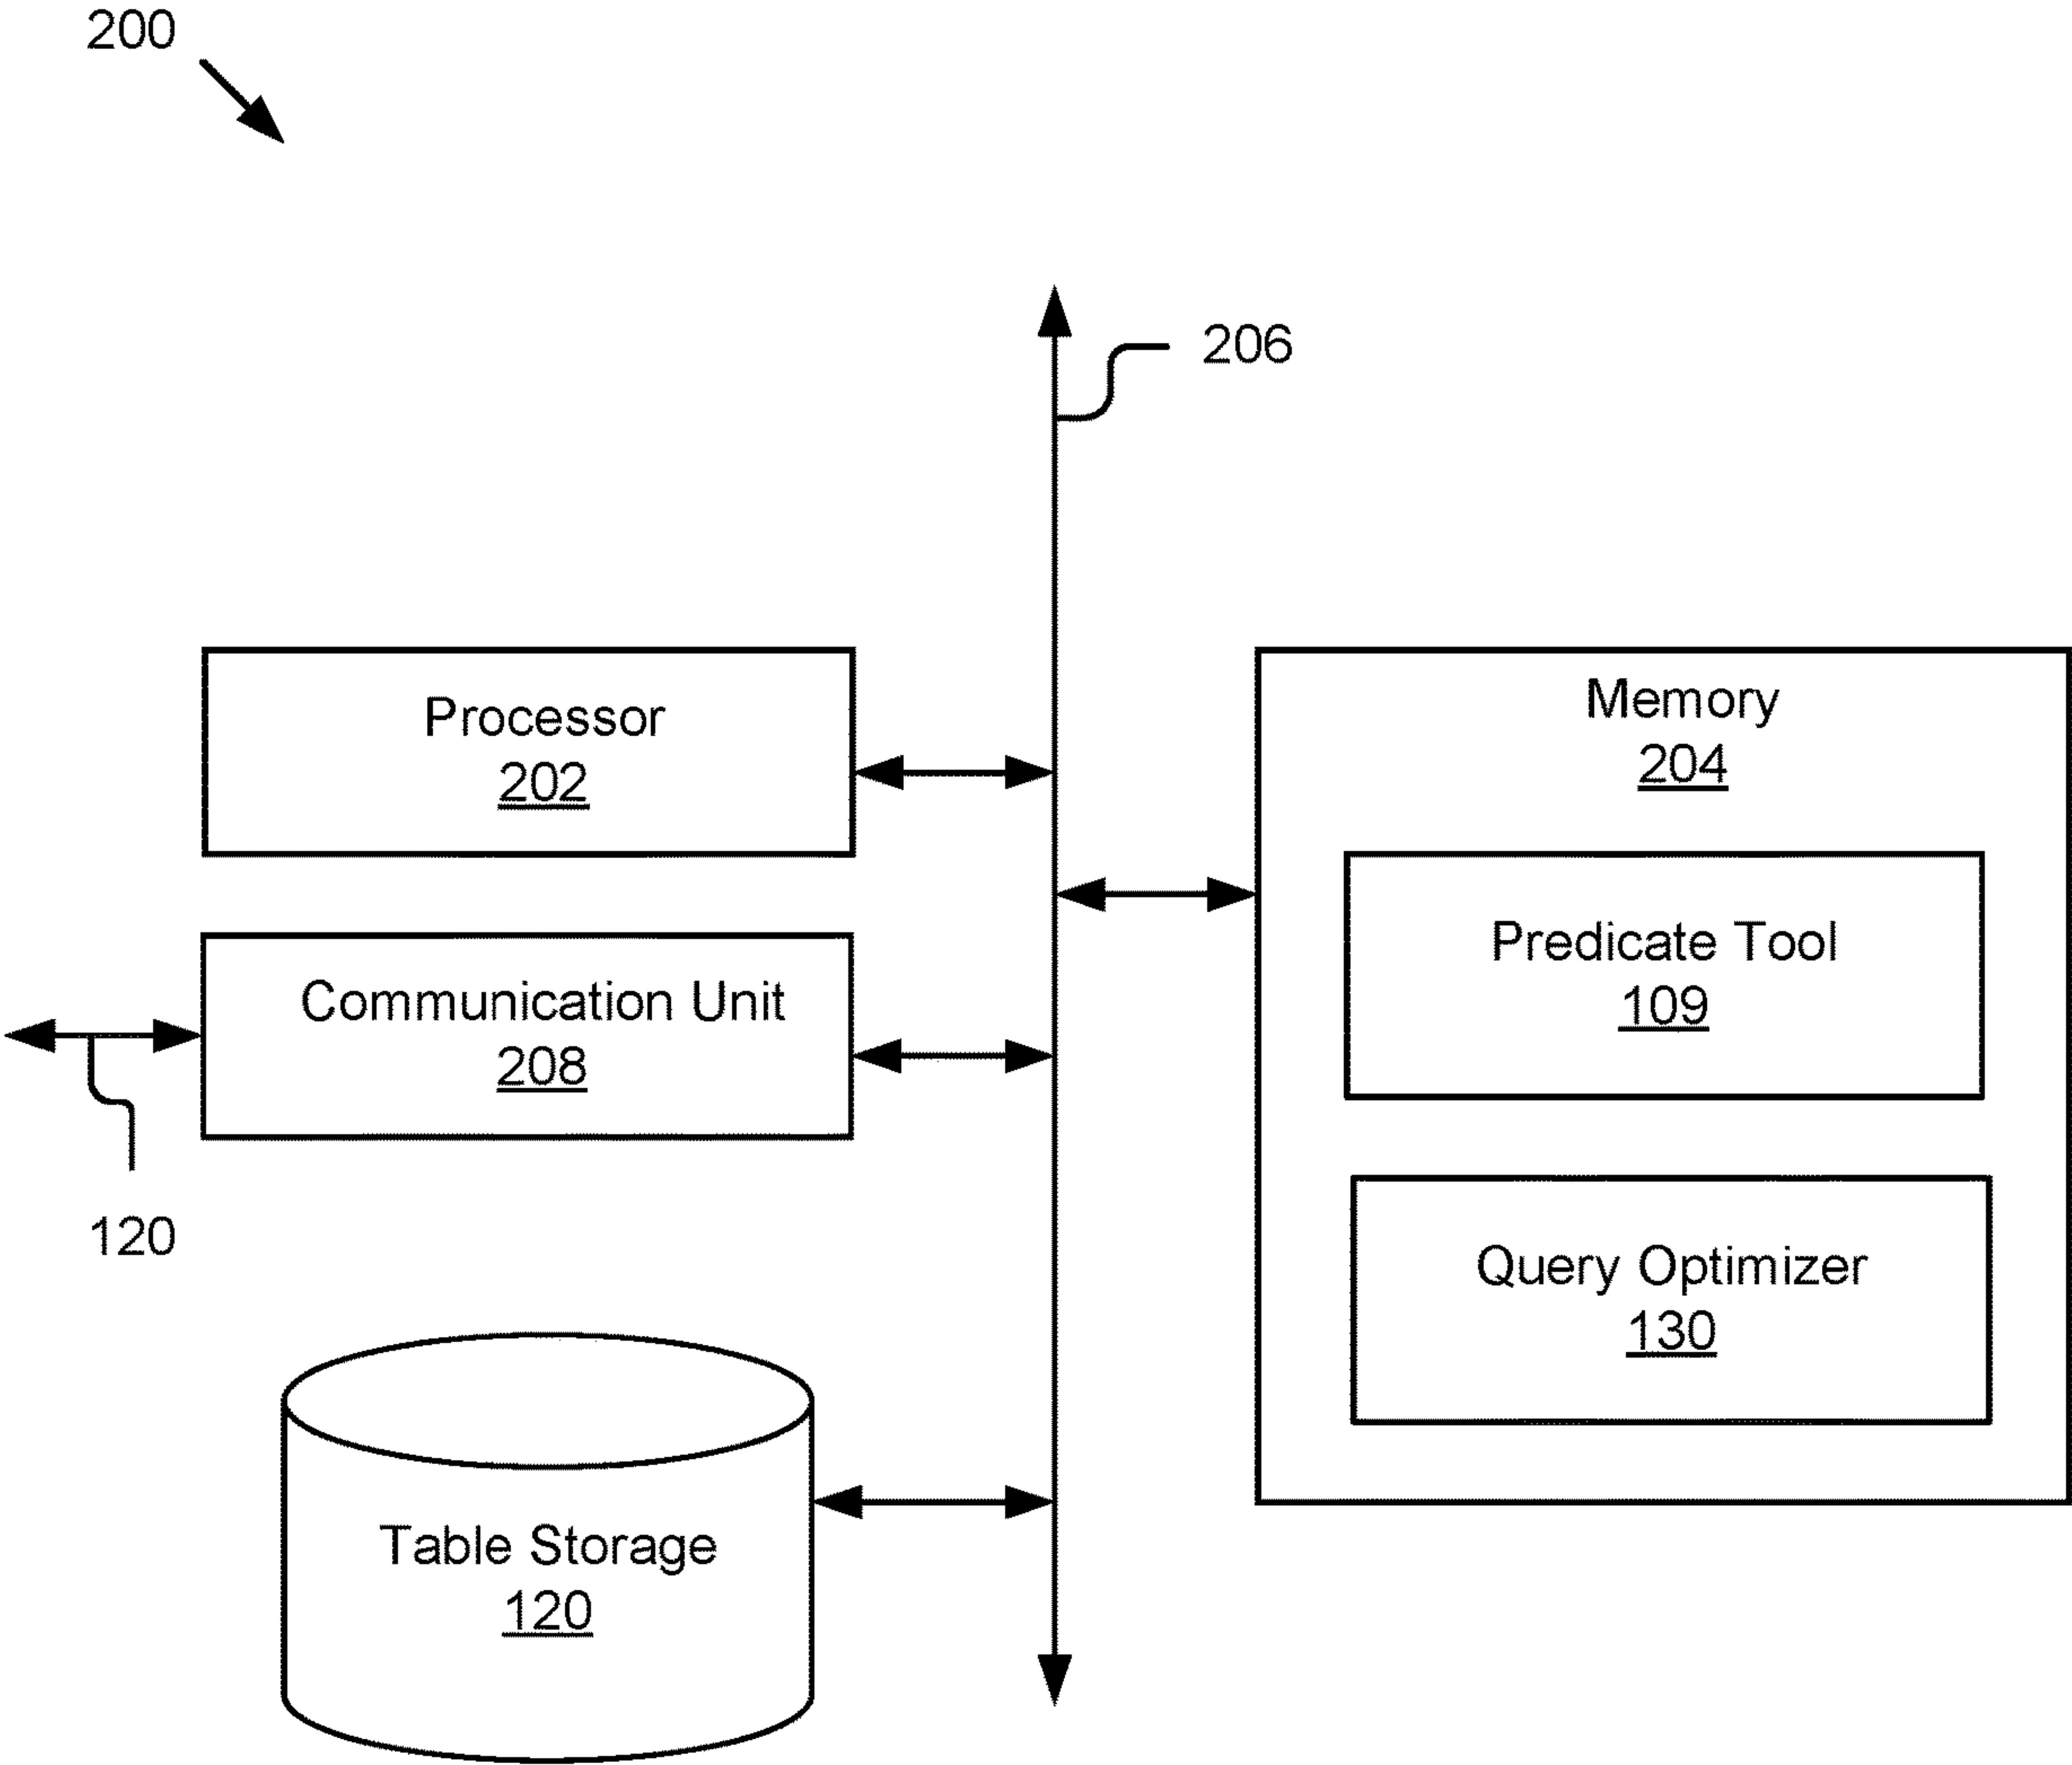 200
206
Processor
202
Memory
204
Predicate Tool
109
Communication Unit
208
120
Query Optimizer
130
Table Storage
120